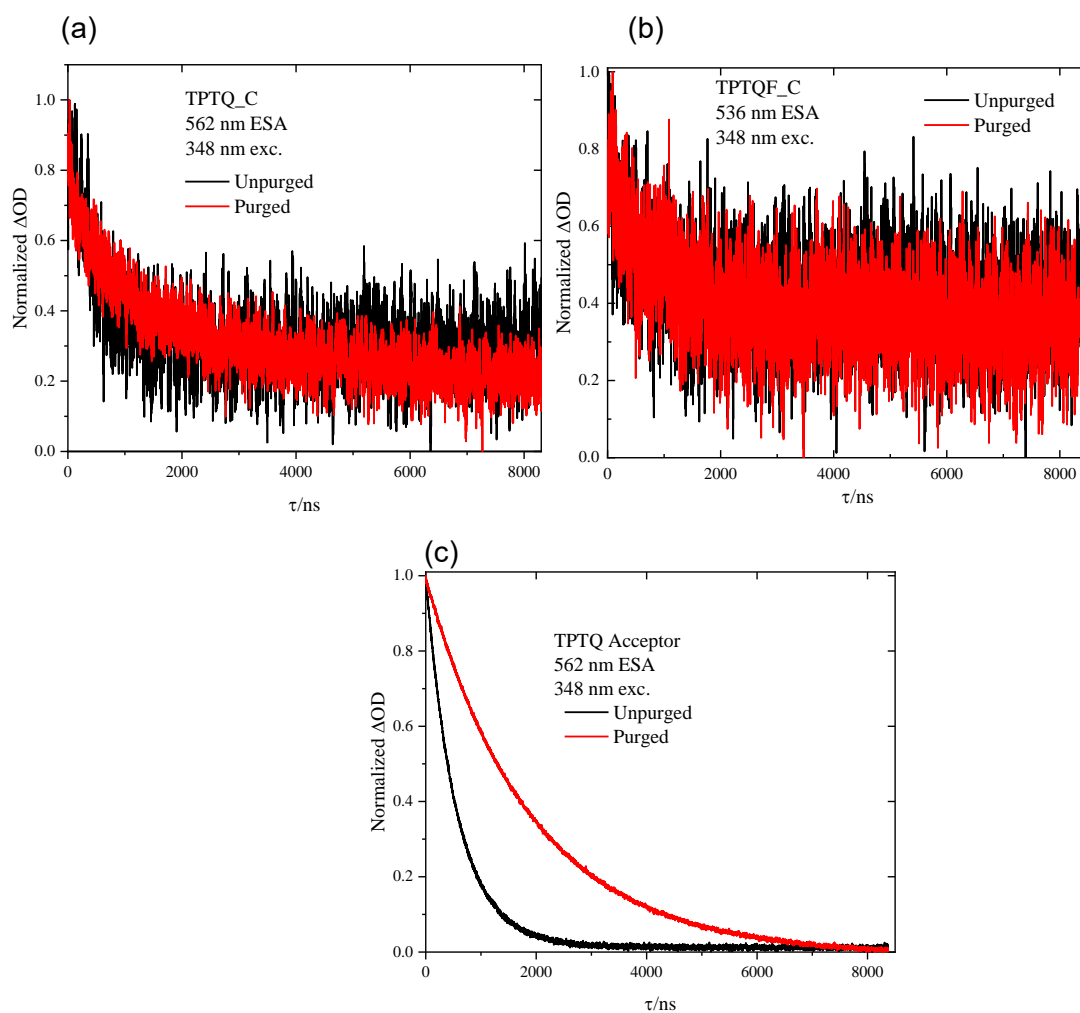 (a)
TPTQ_C
562 nm ESA
348 nm exc.
Unpurged
Purged
Normalized ΔOD
1.0
0.8
0.6
0.4
0.2
0.0
0
2000
4000
6000
8000
τ/ns
(b)
TPTQF_C
536 nm ESA
348 nm exc.
Unpurged
Purged
Normalized ΔOD
1.0
0.8
0.6
0.4
0.2
0.0
0
2000
4000
6000
8000
τ/ns
(c)
TPTQ Acceptor
562 nm ESA
348 nm exc.
Unpurged
Purged
Normalized ΔOD
1.0
0.8
0.6
0.4
0.2
0.0
0
2000
4000
6000
8000
τ/ns